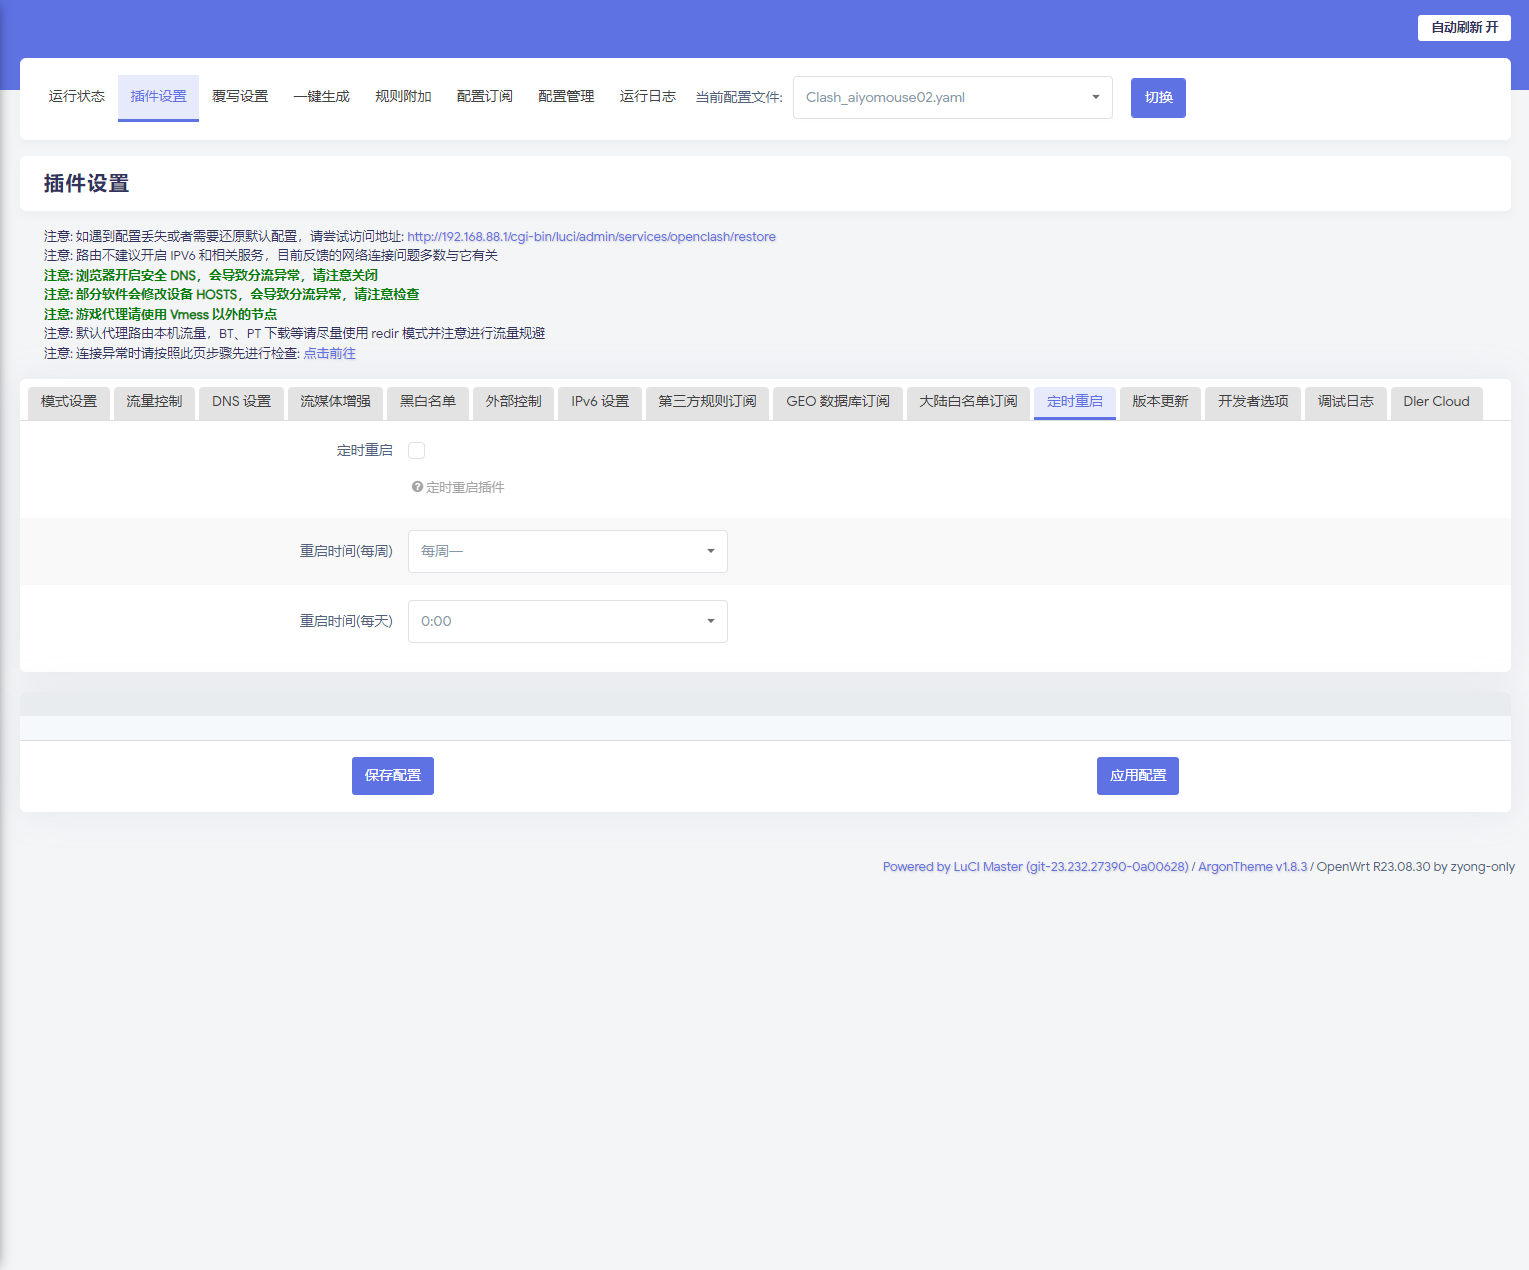 自动刷新 开
运行状态 插件设置 覆写设置 一键生成 规则附加 配置订阅 配置管理 运行日志 当前配置文件: Clash_aiyomouse02.yaml 切换
插件设置
注意: 如遇到配置丢失或者需要还原默认配置，请尝试访问地址: http://192.168.88.1/cgi-bin/luci/admin/services/openclash/restore
注意: 路由不建议开启 IPV6 和相关服务，目前反馈的网络连接问题多数与它有关
注意: 浏览器开启安全 DNS，会导致分流异常，请注意关闭
注意: 部分软件会修改设备 HOSTS，会导致分流异常，请注意检查
注意: 游戏代理请使用 Vmess 以外的节点
注意: 默认代理路由本机流量，BT、PT 下载等请尽量使用 redir 模式并注意进行流量规避
注意: 连接异常时请按照此页步骤先进行检查: 点击前往
模式设置 流量控制 DNS 设置 流媒体增强 黑白名单 外部控制 IPv6 设置 第三方规则订阅 GEO 数据库订阅 大陆白名单订阅 定时重启 版本更新 开发者选项 调试日志 Dler Cloud
定时重启
定时重启插件
重启时间(每周) 每周一
重启时间(每天) 0:00
保存配置 应用配置
Powered by LuCI Master (git-23.232.27390-0a00628) / ArgonTheme v1.8.3 / OpenWrt R23.08.30 by zyong-only